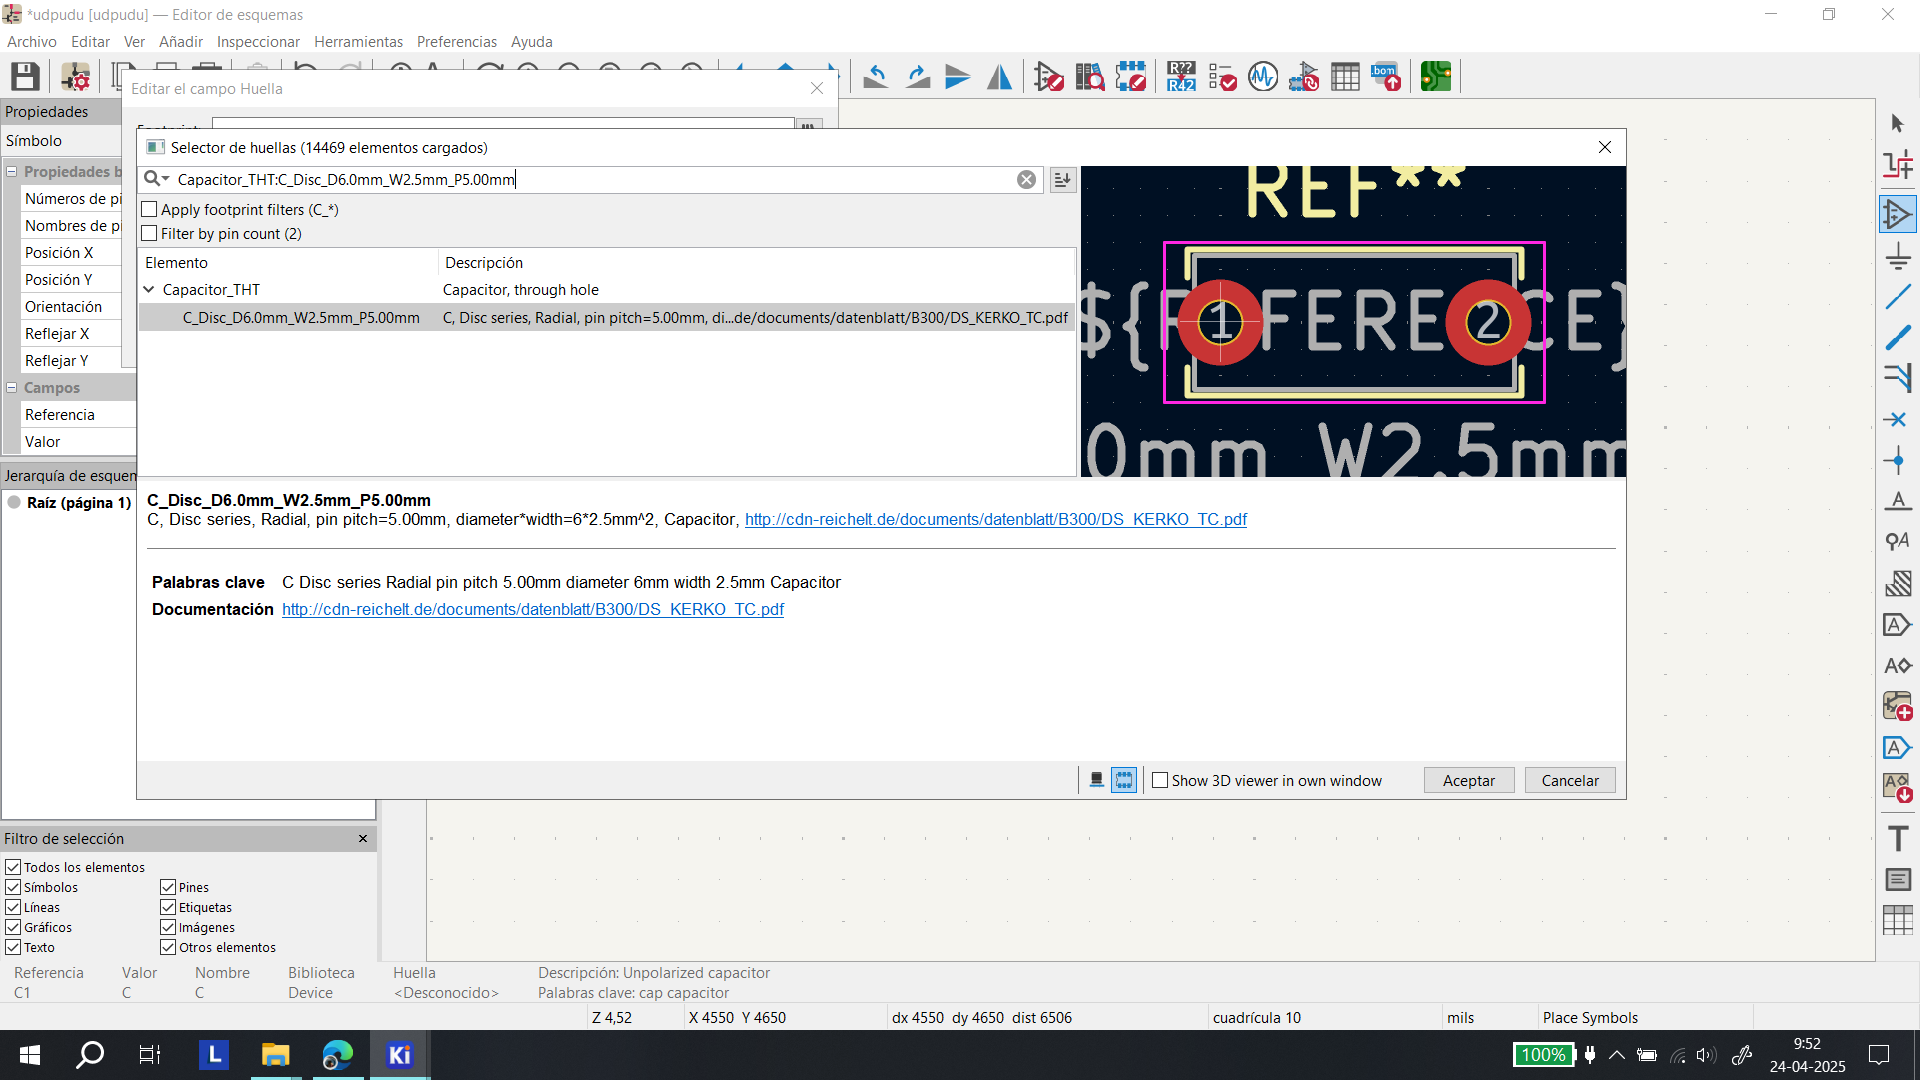 *udpudu [udpudu] — Editor de esquemas
Archivo Editar Ver Añadir Inspeccionar Herramientas Preferencias Ayuda
Editar el campo Huella
Propiedades
Símbolo
Propiedades b
Números de pi
Nombres de p
Posición X
Posición Y
Orientación
Reflejar X
Reflejar Y
Campos
Referencia
Valor
Jerarquía de esquem
Raíz (página 1)
Selector de huellas (14469 elementos cargados)
Capacitor_THT:C_Disc_D6.0mm_W2.5mm_P5.00mm
Apply footprint filters (C_*)
Filter by pin count (2)
Elemento Descripción
Capacitor_THT Capacitor, through hole
C_Disc_D6.0mm_W2.5mm_P5.00mm C, Disc series, Radial, pin pitch=5.00mm, di...de/documents/datenblatt/B300/DS_KERKO_TC.pdf
REF**
1 2
0mm W2.5mm
C_Disc_D6.0mm_W2.5mm_P5.00mm
C, Disc series, Radial, pin pitch=5.00mm, diameter*width=6*2.5mm^2, Capacitor, http://cdn-reichelt.de/documents/datenblatt/B300/DS_KERKO_TC.pdf
Palabras clave C Disc series Radial pin pitch 5.00mm diameter 6mm width 2.5mm Capacitor
Documentación http://cdn-reichelt.de/documents/datenblatt/B300/DS_KERKO_TC.pdf
Show 3D viewer in own window Aceptar Cancelar
Filtro de selección
Todos los elementos
Símbolos Pines
Líneas Etiquetas
Gráficos Imágenes
Texto Otros elementos
Referencia Valor Nombre Biblioteca Huella Descripción: Unpolarized capacitor
C1 C C Device <Desconocido> Palabras clave: cap capacitor
Z 4,52 X 4550 Y 4650 dx 4550 dy 4650 dist 6506 cuadrícula 10 mils Place Symbols
L Ki 100% 9:52
24-04-2025